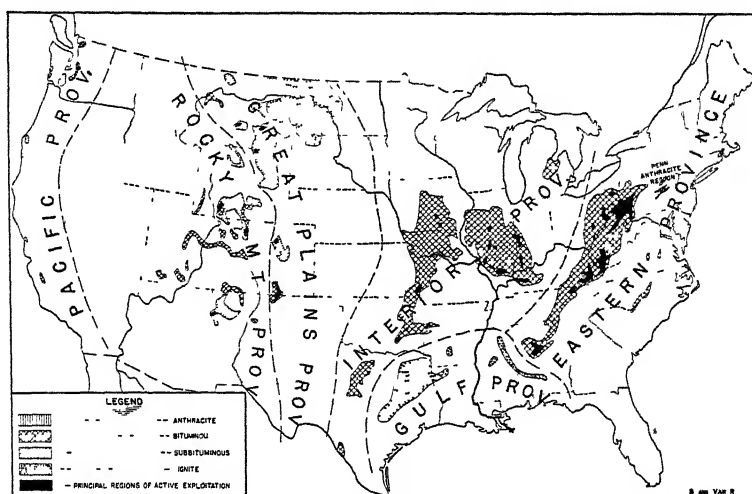 PACIFIC PROV.
ROCKY MT. PROV
GREAT PLAINS PROV
INTERIOR PROV
GULF PROV
EASTERN PROVINCE
PENN
ANTHRACITE
REGION
LEGEND
ANTHRACITE
BITUMINOU
SUBBITUMINOUS
IGNITE
PRINCIPAL REGIONS OF ACTIVE EXPLOITATION